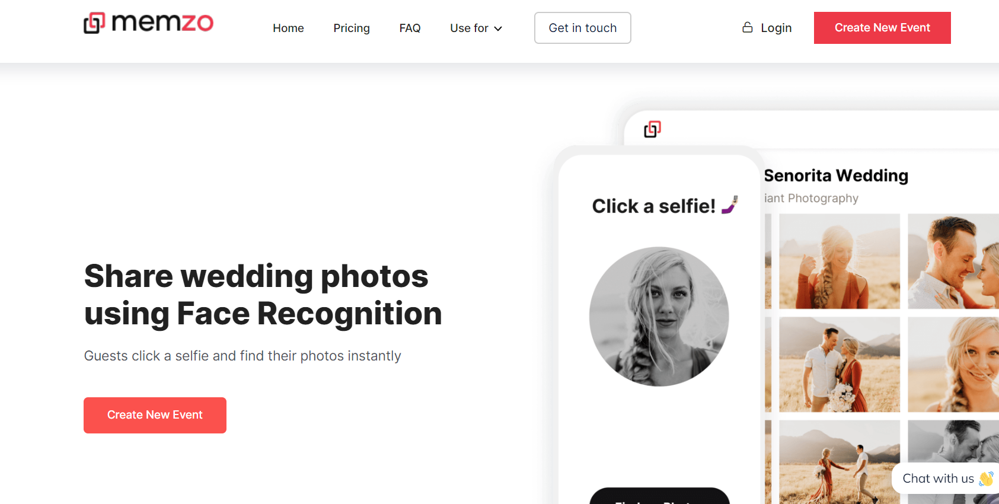 memzo
Home
Pricing
FAQ
Use for
Get in touch
Login
Create New Event
Share wedding photos
using Face Recognition
Guests click a selfie and find their photos instantly
Create New Event
Click a selfie!
Senorita Wedding
iant Photography
Chat with us 👋